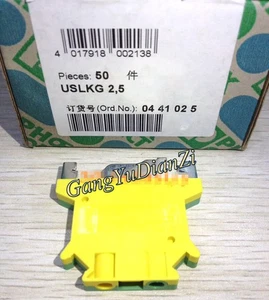 4 017918 002138
Pieces: 50 件
USLKG 2,5
订货号 (Ord.No.): 04 41 02 5
GangYuDianZi